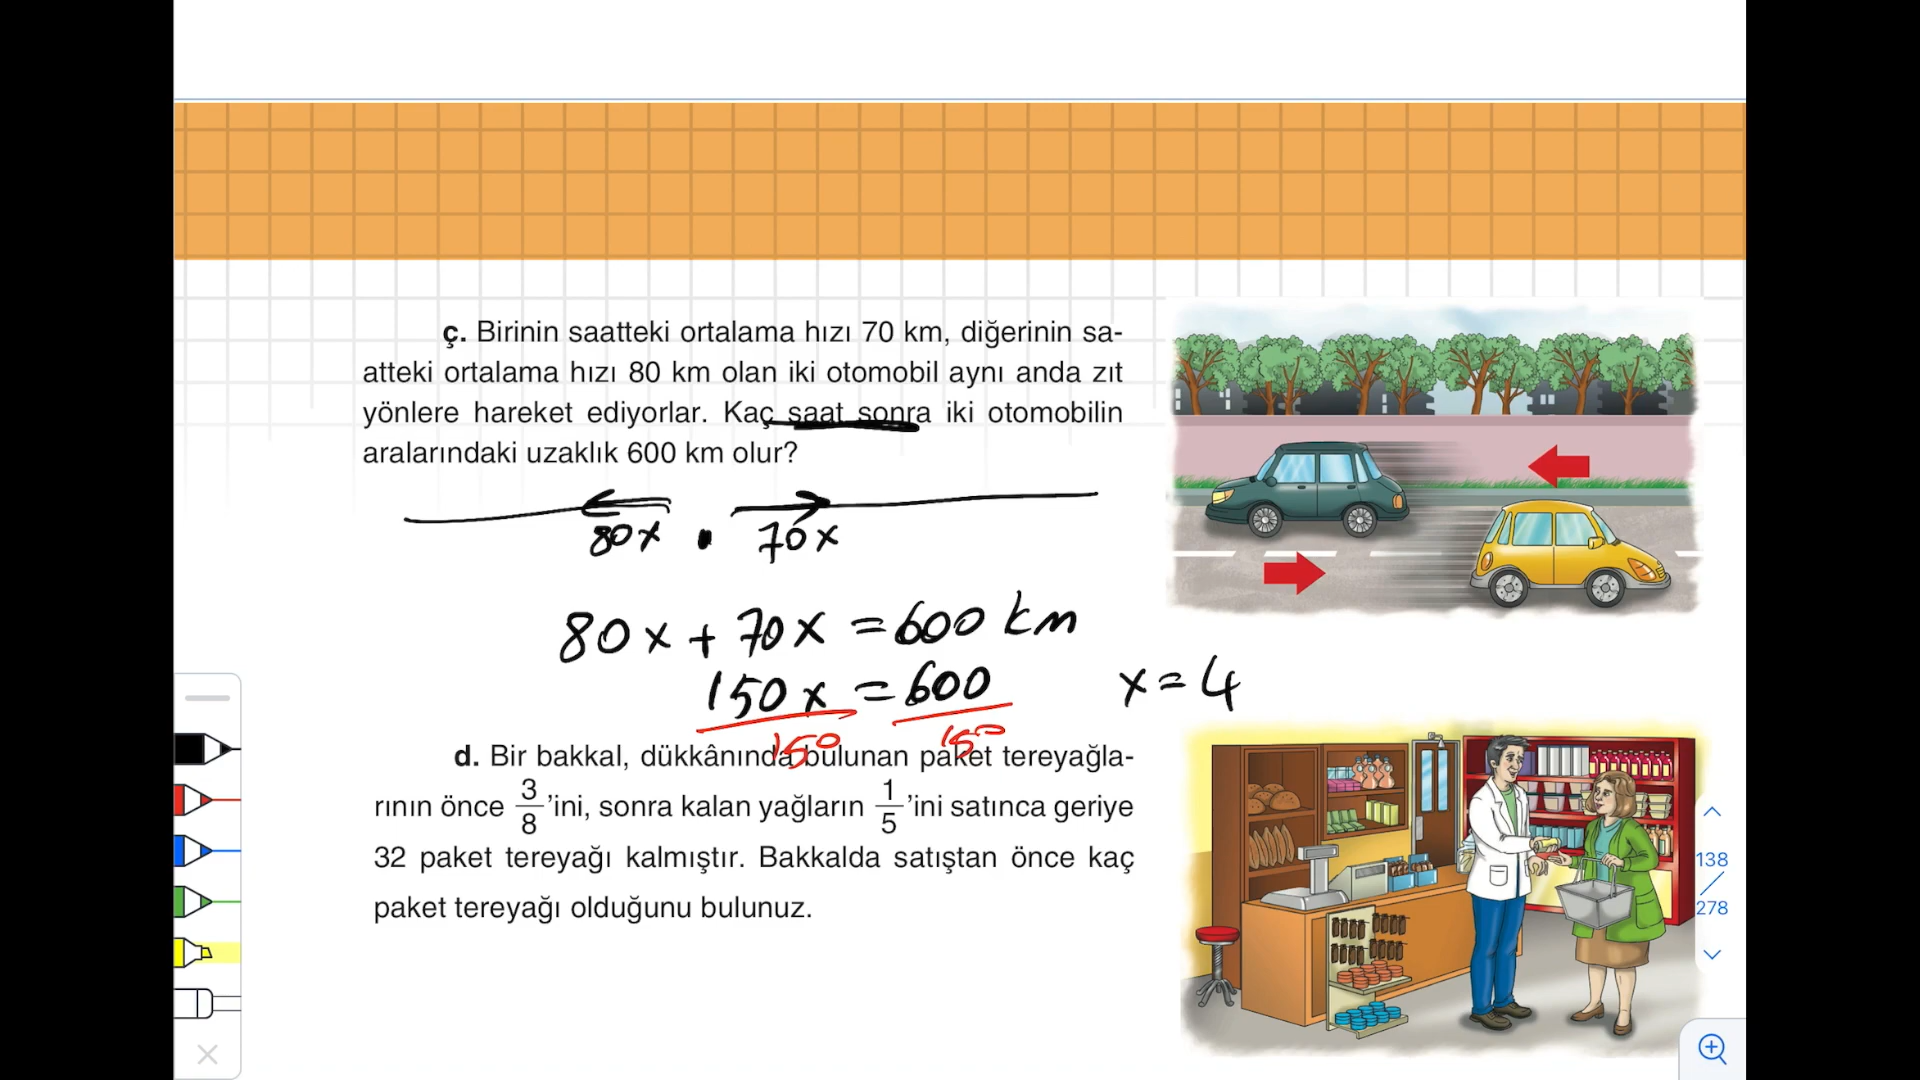 ç. Birinin saatteki ortalama hızı 70 km, diğerinin sa-
atteki ortalama hızı 80 km olan iki otomobil aynı anda zıt
yönlere hareket ediyorlar. Kaç saat sonra iki otomobilin
aralarındaki uzaklık 600 km olur?
80x 70x
80x + 70x = 600 km
150x = 600
150 150
x = 4
d. Bir bakkal, dükkânında bulunan paket tereyağla-
rının önce 3/8 'ini, sonra kalan yağların 1/5 'ini satınca geriye
32 paket tereyağı kalmıştır. Bakkalda satıştan önce kaç
paket tereyağı olduğunu bulunuz.
138
/
278